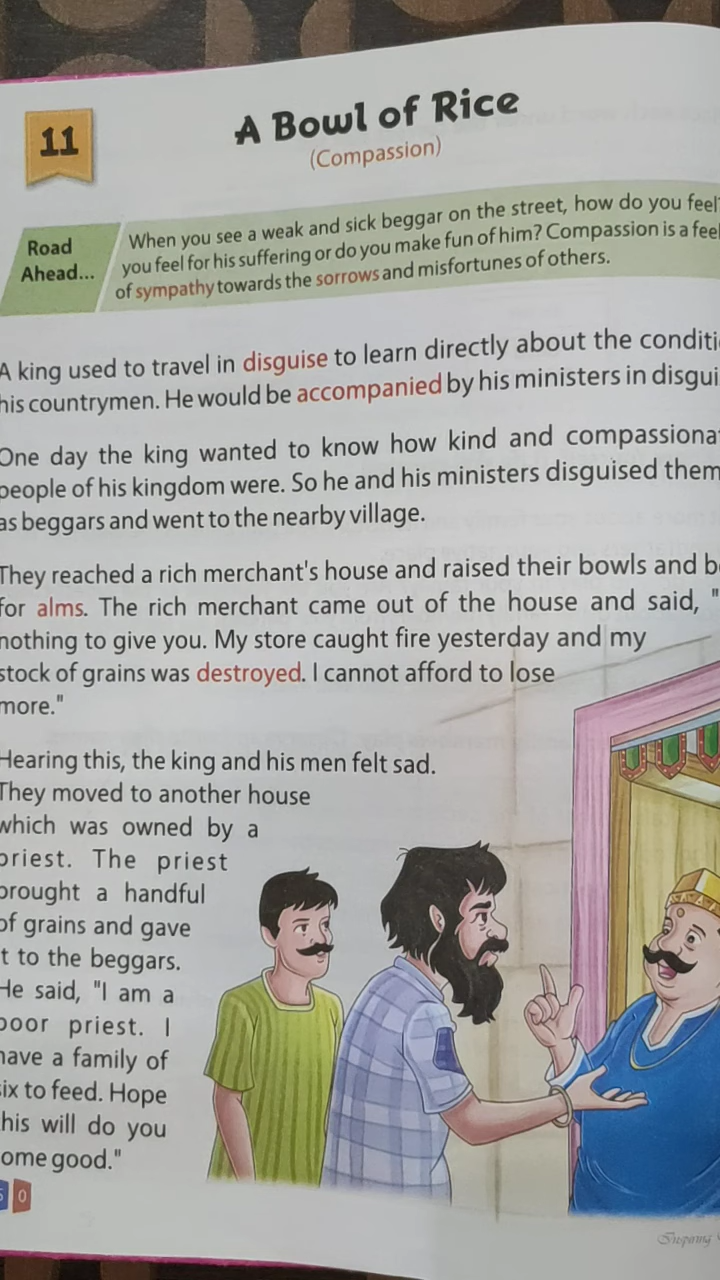 11
A Bowl of Rice
(Compassion)
Road
Ahead...
When you see a weak and sick beggar on the street, how do you feel?
you feel for his suffering or do you make fun of him? Compassion is a
of sympathy towards the sorrows and misfortunes of others.
A king used to travel in disguise to learn directly about the
his countrymen. He would be accompanied by his ministers in
One day the king wanted to know how kind and
people of his kingdom were. So he and his ministers disguised
as beggars and went to the nearby village.
They reached a rich merchant's house and raised their bowls and
for alms. The rich merchant came out of the house and said, "
nothing to give you. My store caught fire yesterday and my
stock of grains was destroyed. I cannot afford to lose
more."
Hearing this, the king and his men felt sad.
They moved to another house
which was owned by a
priest. The priest
brought a handful
of grains and gave
it to the beggars.
He said, "I am a
poor priest. I
have a family of
six to feed. Hope
this will do you
some good."
0
Inspiring